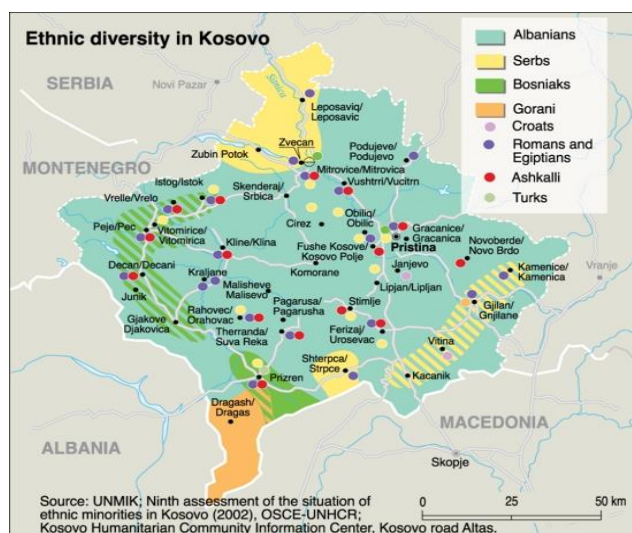 Ethnic diversity in Kosovo
Albanians
Serbs
Bosniaks
Gorani
Croats
Romans and
Egiptians
Ashkalli
Turks
SERBIA
Novi Pazar
Leposaviq/
Leposavic
Zvecan
Zubin Potok
Podujeve/
Podujevo
MONTENEGRO
Mitrovice/Mitrovica
Istog/Istok
Vushtrri/Vucitrn
Vrelle/Vrelo
Skenderaj/
Srbica
Obiliq/
Obilic
Gracanice/
Gracanica
Peje/Pec
Vitomirice/
Vitomirica
Cirez
Pristina
Kline/Klina
Fushe Kosove/
Kosovo Polje
Novoberde/
Novo Brdo
Decan/Decani
Komorane
Janjevo
Kamenice/
Kamenica
Vranje
Kraljane
Junik
Malisheve
Malisevo
Lipjan/Lipljan
Gjakove
Djakovica
Rahovec/
Orahovac
Pagarusa/
Pagarusha
Stimlje
Gjilan/
Gnjilane
Therranda/
Suva Reka
Ferizaj/
Urosevac
Vitina
Shterpca/
Strpce
Kacanik
Prizren
Dragash/
Dragas
ALBANIA
MACEDONIA
Skopje
Source: UNMIK; Ninth assessment of the situation of
ethnic minorities in Kosovo (2002), OSCE-UNHCR;
Kosovo Humanitarian Community Information Center, Kosovo road Altas.
0 25 50 km